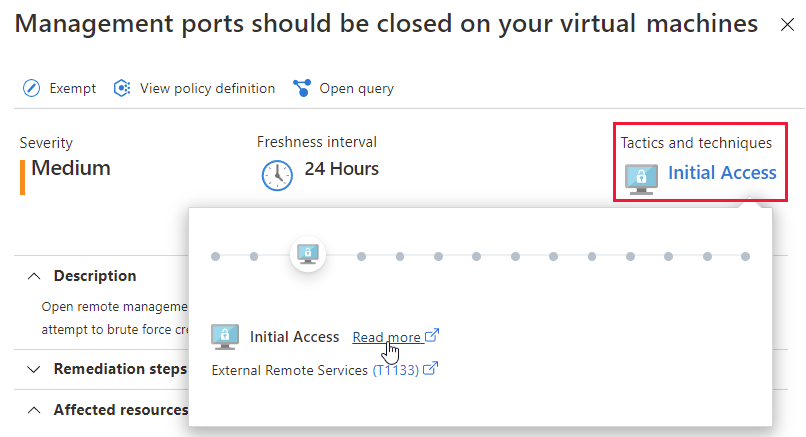 Management ports should be closed on your virtual machines
Exempt View policy definition Open query
Severity
Medium
Freshness interval
24 Hours
Tactics and techniques
Initial Access
Description
Open remote manageme
attempt to brute force cre
Initial Access Read more
External Remote Services (T1133)
Remediation steps
Affected resources